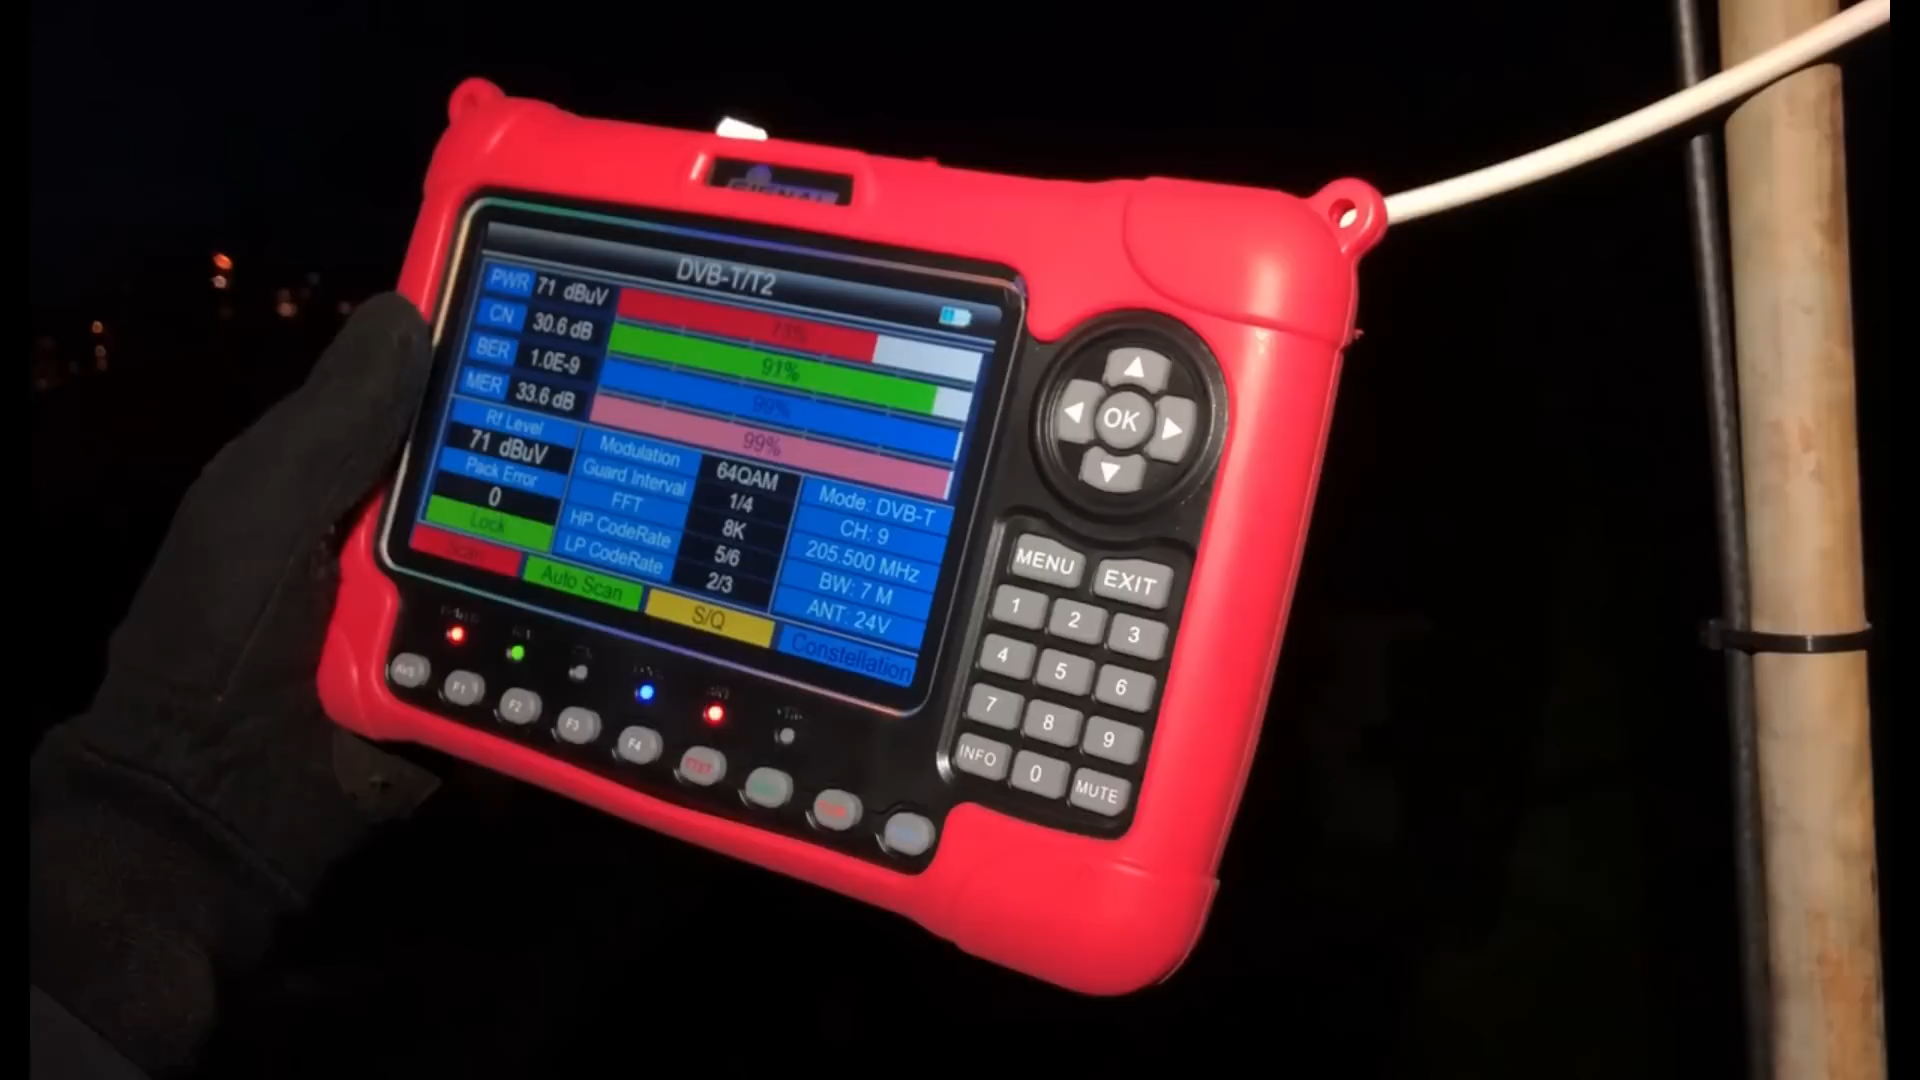 DVB-T/T2
PWR 71 dBuV
CN 30.6 dB 91%
BER 1.0E-9 99%
MER 33.6 dB 99%
Rf Level
71 dBuV
Pack Error
0
Lock
Modulation 64QAM
Guard Interval 1/4
FFT 8K
HP CodeRate 5/6
LP CodeRate 2/3
Mode: DVB-T
CH: 9
205.500 MHz
BW: 7 M
ANT: 24V
Scan Auto Scan S/Q Constellation
F1 F2 F3 F4
OK
MENU EXIT
1 2 3
4 5 6
7 8 9
INFO 0 MUTE